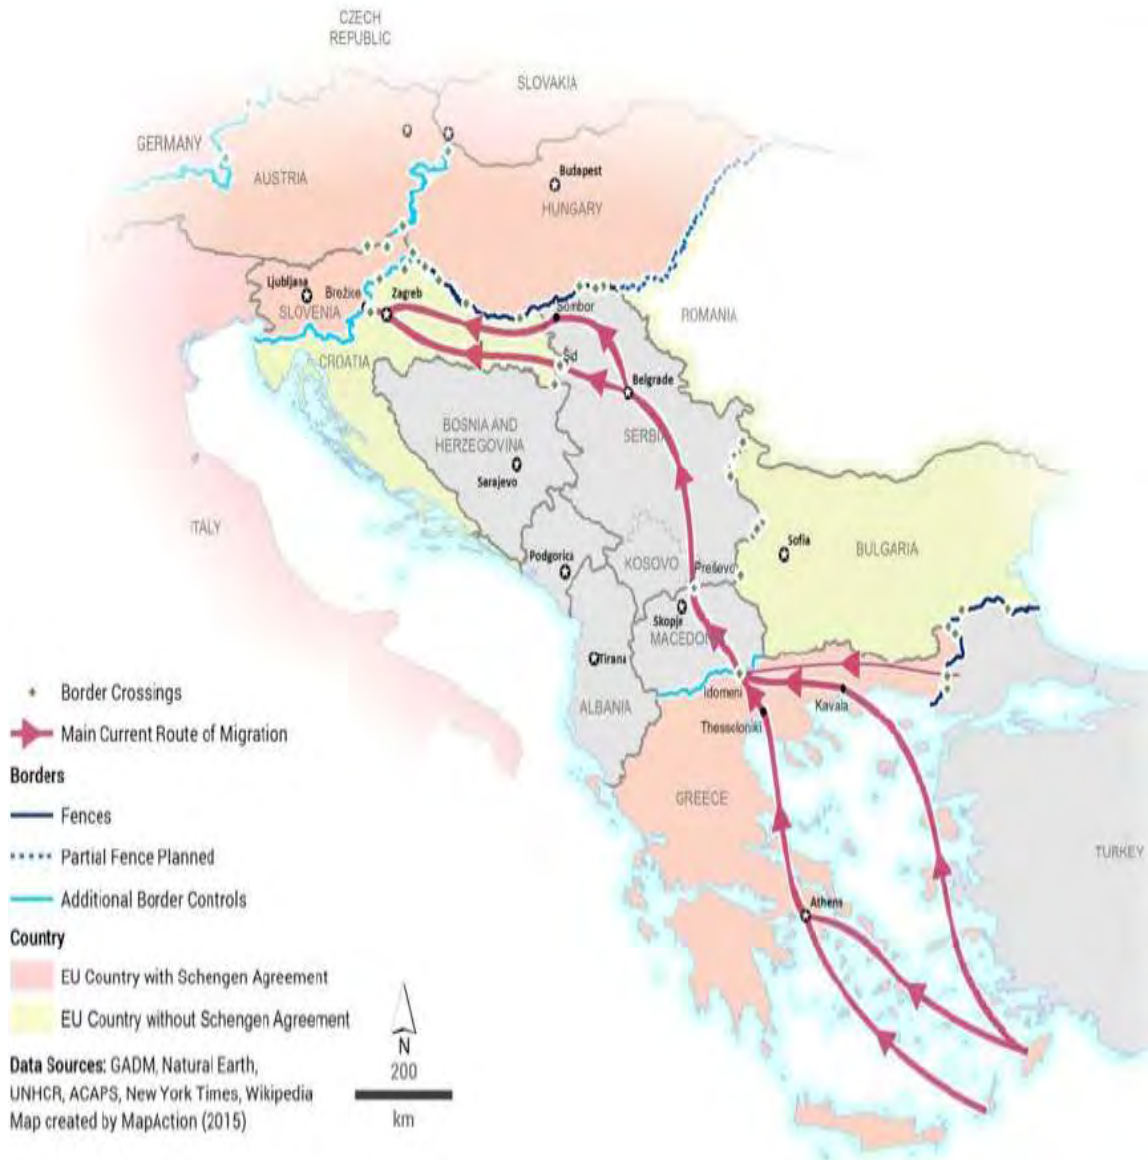 CZECH
REPUBLIC
SLOVAKIA
GERMANY
AUSTRIA
Budapest
HUNGARY
Ljubljana
SLOVENIA
Brežice
Zagreb
Sombor
ROMANIA
CROATIA
Šid
Belgrade
BOSNIA AND
HERZEGOVINA
SERBIA
Sarajevo
ITALY
Podgorica
KOSOVO
Preševo
Sofia
BULGARIA
Skopje
MACEDON
Tirana
ALBANIA
Idomeni
Kavala
Thessoloniki
GREECE
TURKEY
Athens
Border Crossings
Main Current Route of Migration
Borders
Fences
Partial Fence Planned
Additional Border Controls
Country
EU Country with Schengen Agreement
EU Country without Schengen Agreement
Data Sources: GADM, Natural Earth,
UNHCR, ACAPS, New York Times, Wikipedia
Map created by MapAction (2015)
N
200
km